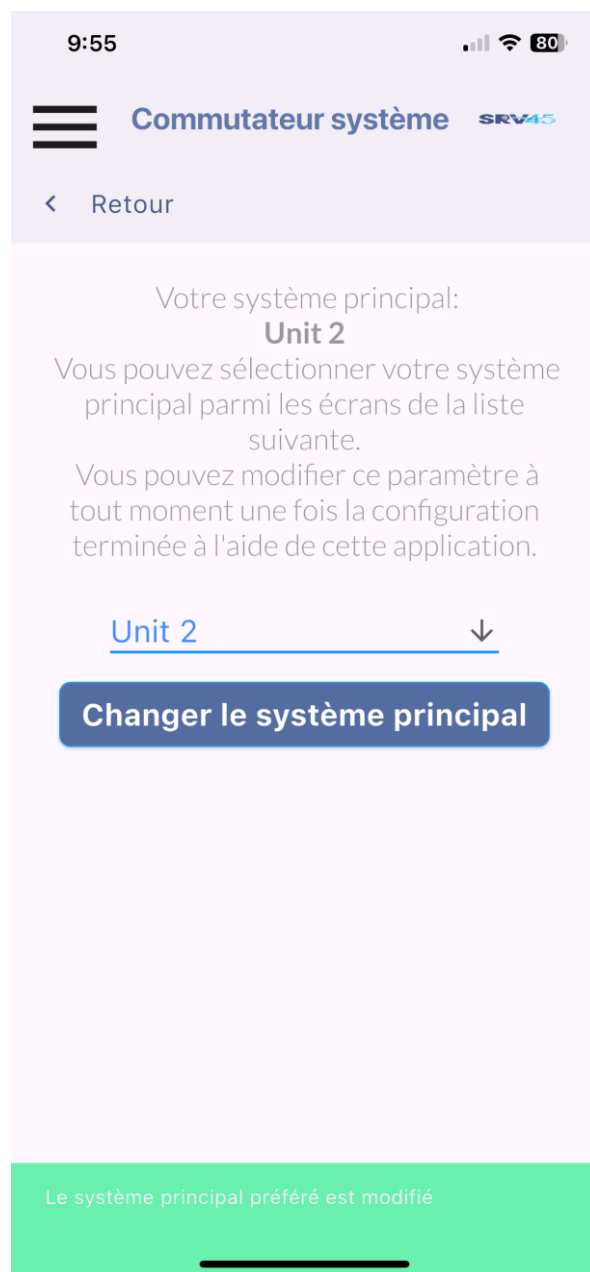 9:55
80
Commutateur système
SRV45
Retour
Votre système principal:
Unit 2
Vous pouvez sélectionner votre système
principal parmi les écrans de la liste
suivante.
Vous pouvez modifier ce paramètre à
tout moment une fois la configuration
terminée à l'aide de cette application.
Unit 2
Changer le système principal
Le système principal préféré est modifié